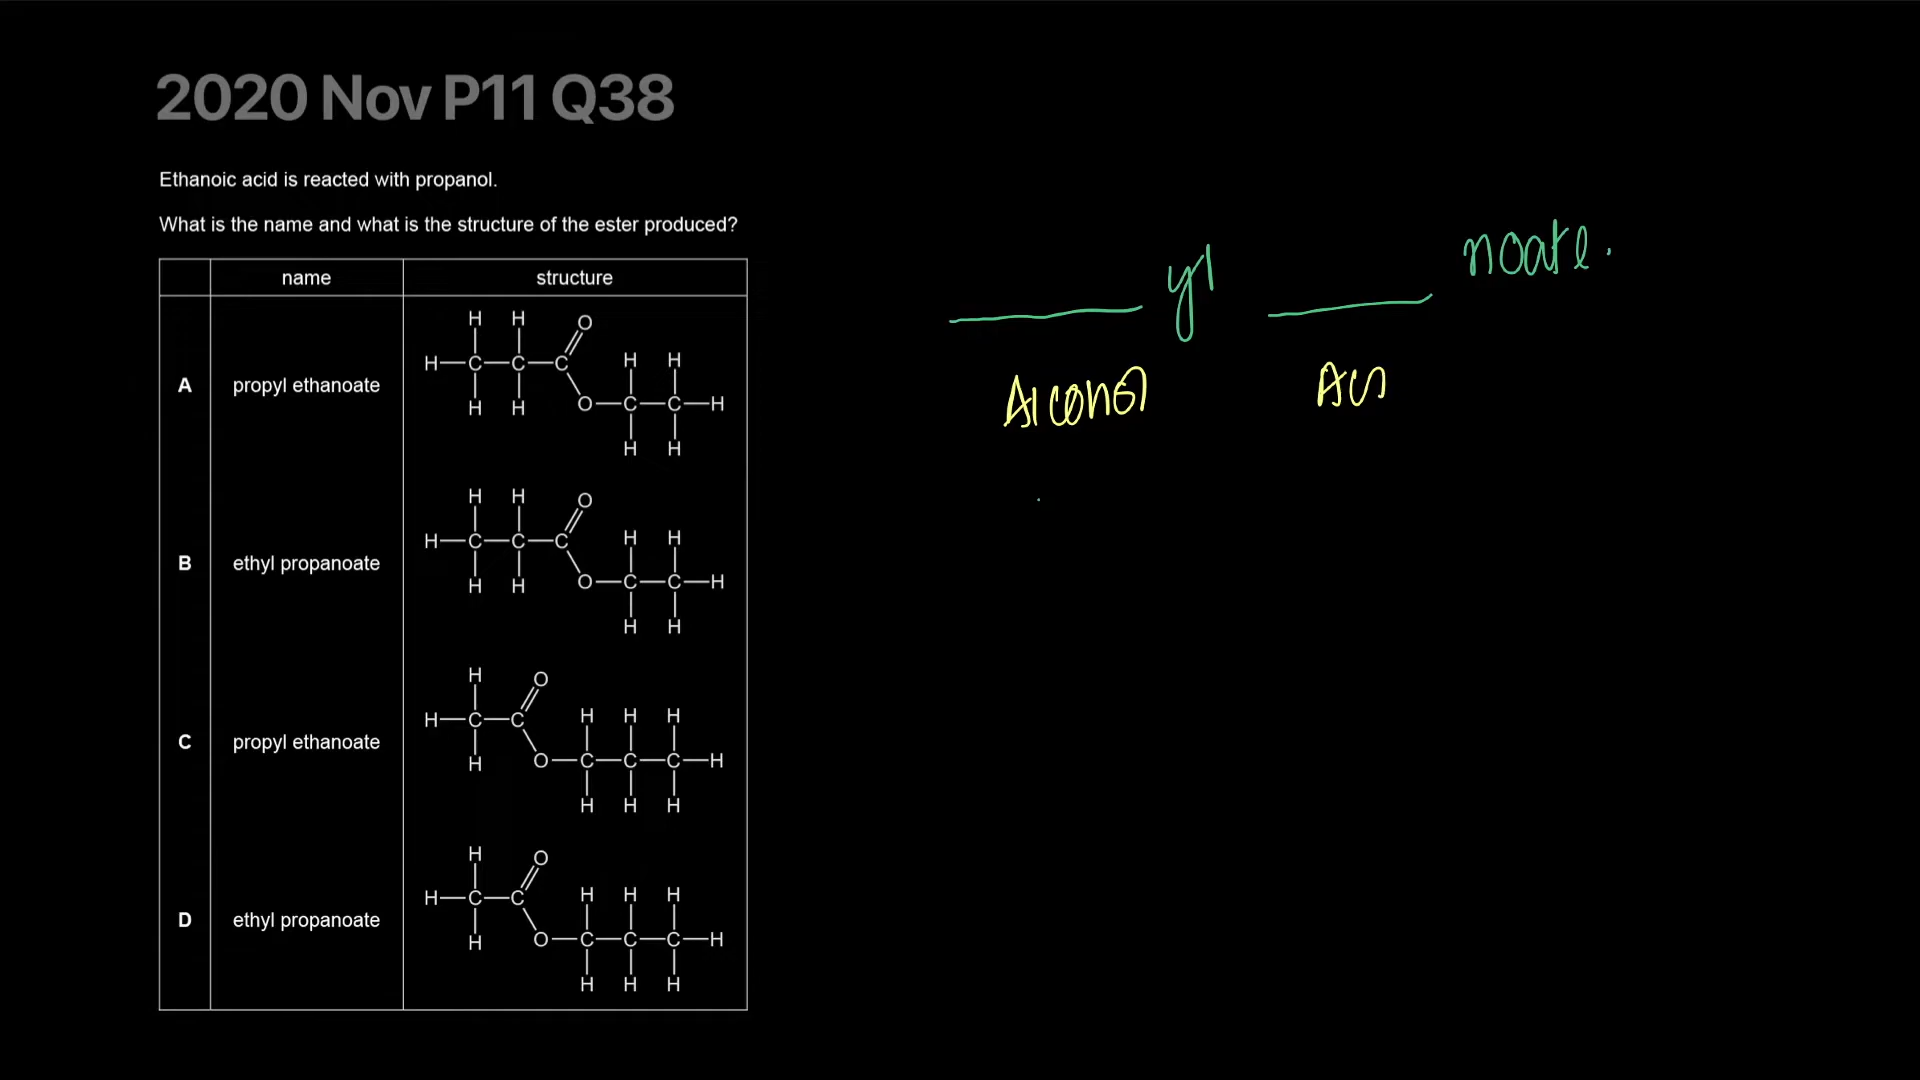 2020 Nov P11 Q38
Ethanoic acid is reacted with propanol.
What is the name and what is the structure of the ester produced?
name structure
H H O
H C C C H H
H H O C C H
H H
A propyl ethanoate
H H O
H C C C H H
H H O C C H
H H
B ethyl propanoate
H O
H C C H H H
H O C C C H
H H H
C propyl ethanoate
H O
H C C H H H
H O C C C H
H H H
D ethyl propanoate
yl noate.
Alcohol